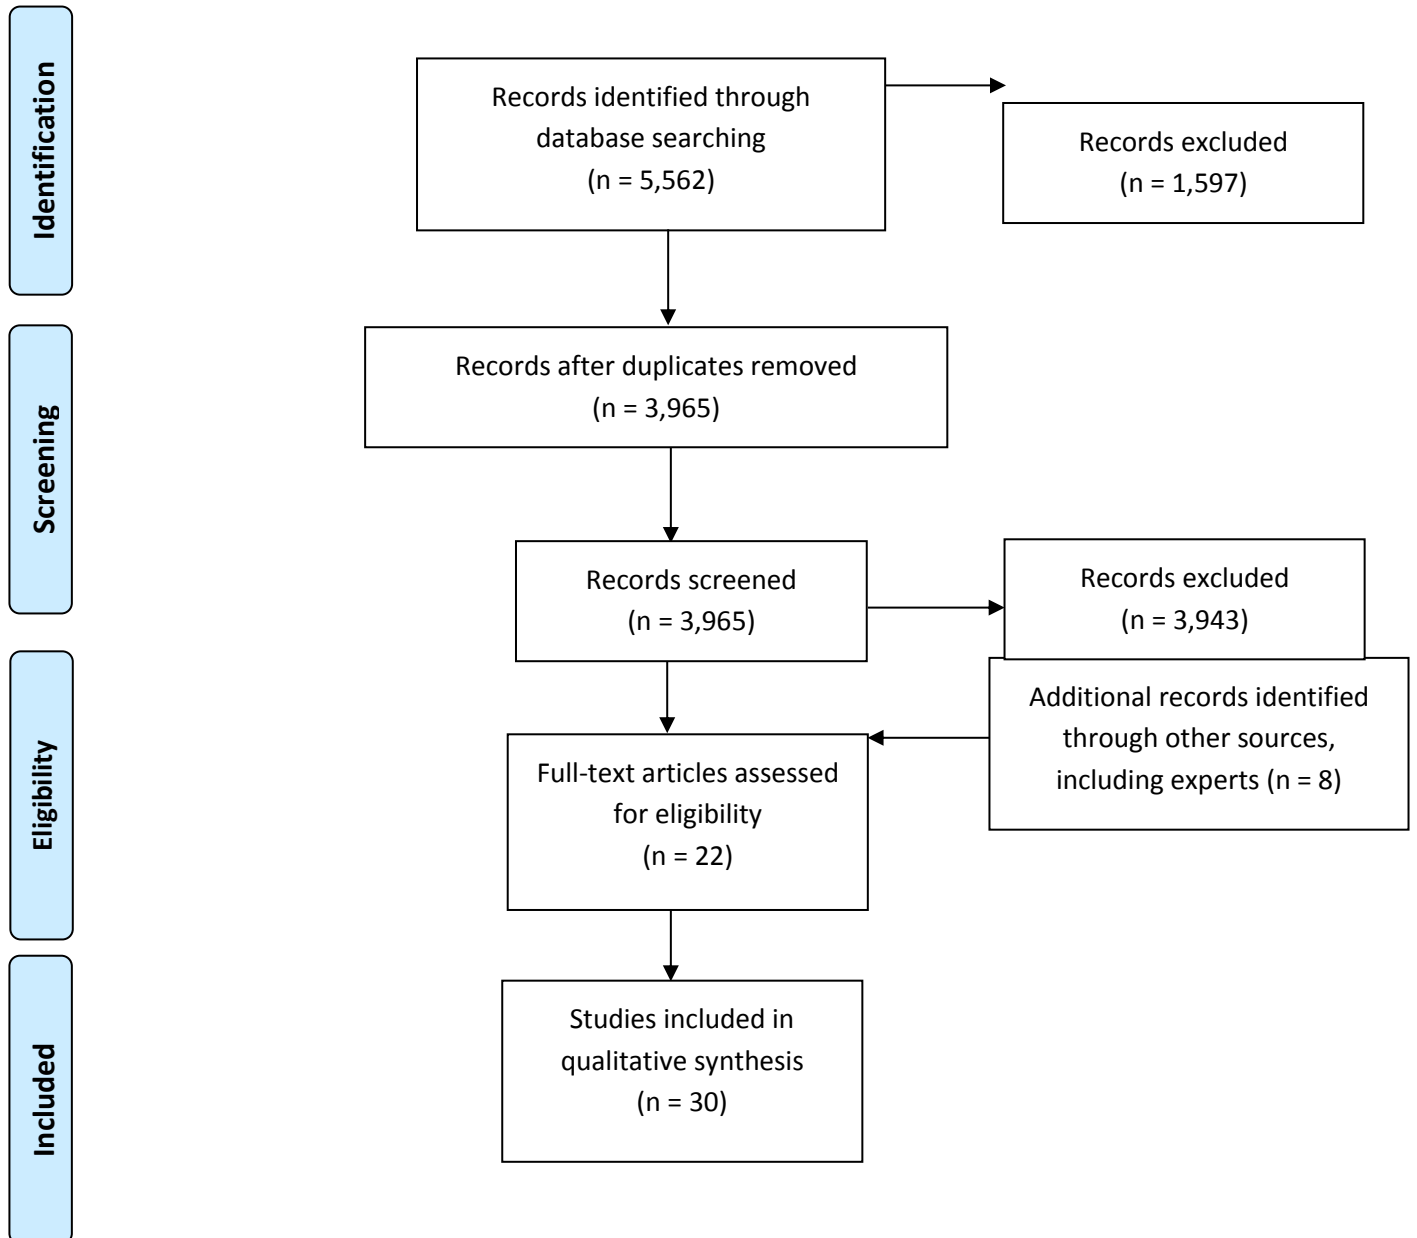 Identification
Records identified through
database searching
(n = 5,562)
Records excluded
(n = 1,597)
Screening
Records after duplicates removed
(n = 3,965)
Records screened
(n = 3,965)
Records excluded
(n = 3,943)
Eligibility
Additional records identified
through other sources,
including experts (n = 8)
Full-text articles assessed
for eligibility
(n = 22)
Included
Studies included in
qualitative synthesis
(n = 30)